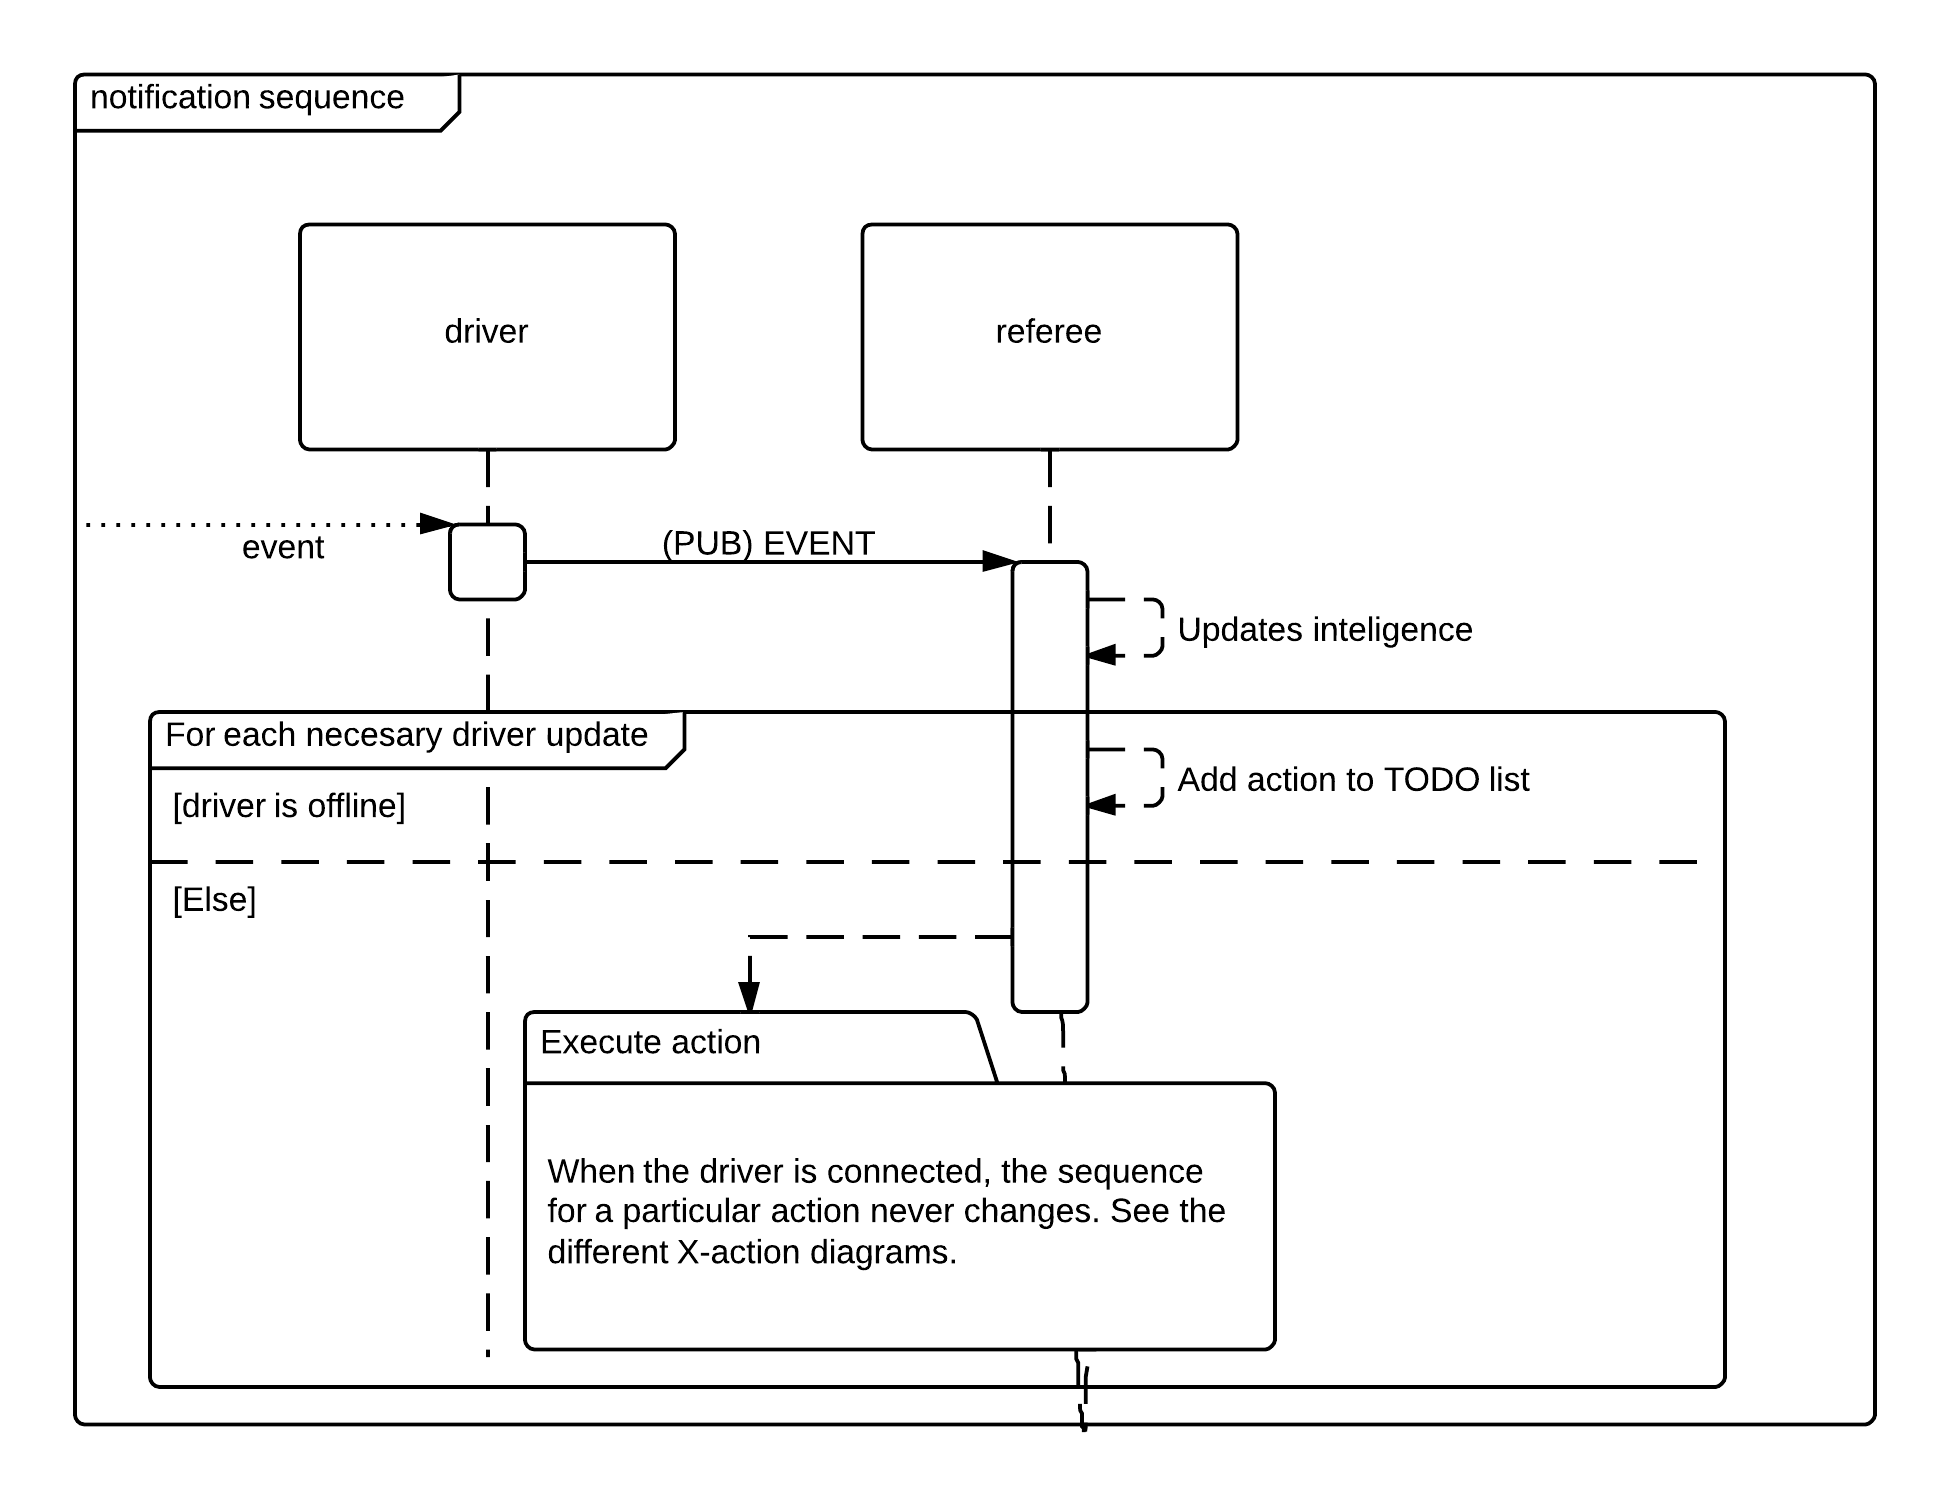 notification sequence
driver
referee
event
(PUB) EVENT
Updates inteligence
For each necesary driver update
Add action to TODO list
[driver is offline]
[Else]
Execute action
When the driver is connected, the sequence
for a particular action never changes. See the
different X-action diagrams.